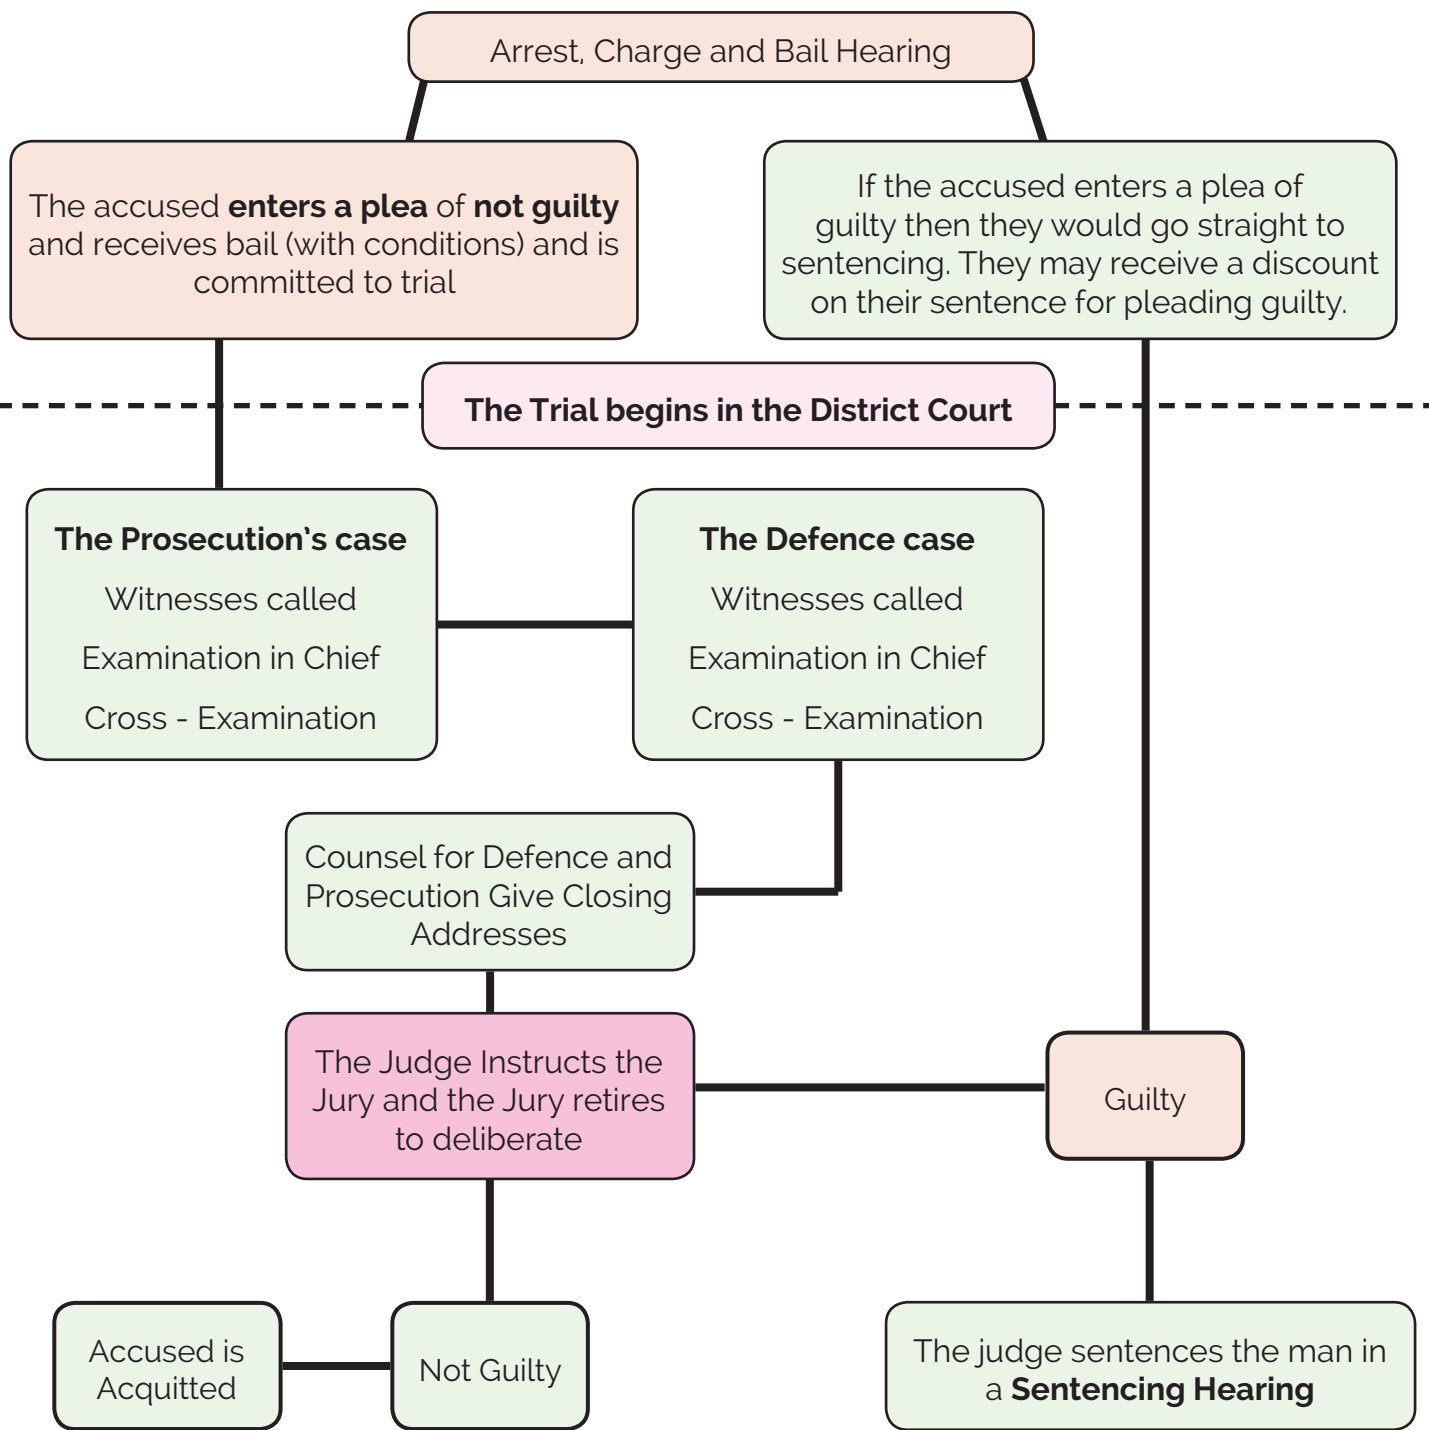 Arrest, Charge and Bail Hearing
The accused enters a plea of not guilty
and receives bail (with conditions) and is
committed to trial
If the accused enters a plea of
guilty then they would go straight to
sentencing. They may receive a discount
on their sentence for pleading guilty.
The Trial begins in the District Court
The Prosecution's case
Witnesses called
Examination in Chief
Cross - Examination
The Defence case
Witnesses called
Examination in Chief
Cross - Examination
Counsel for Defence and
Prosecution Give Closing
Addresses
The Judge Instructs the
Jury and the Jury retires
to deliberate
Guilty
Accused is
Acquitted
Not Guilty
The judge sentences the man in
a Sentencing Hearing